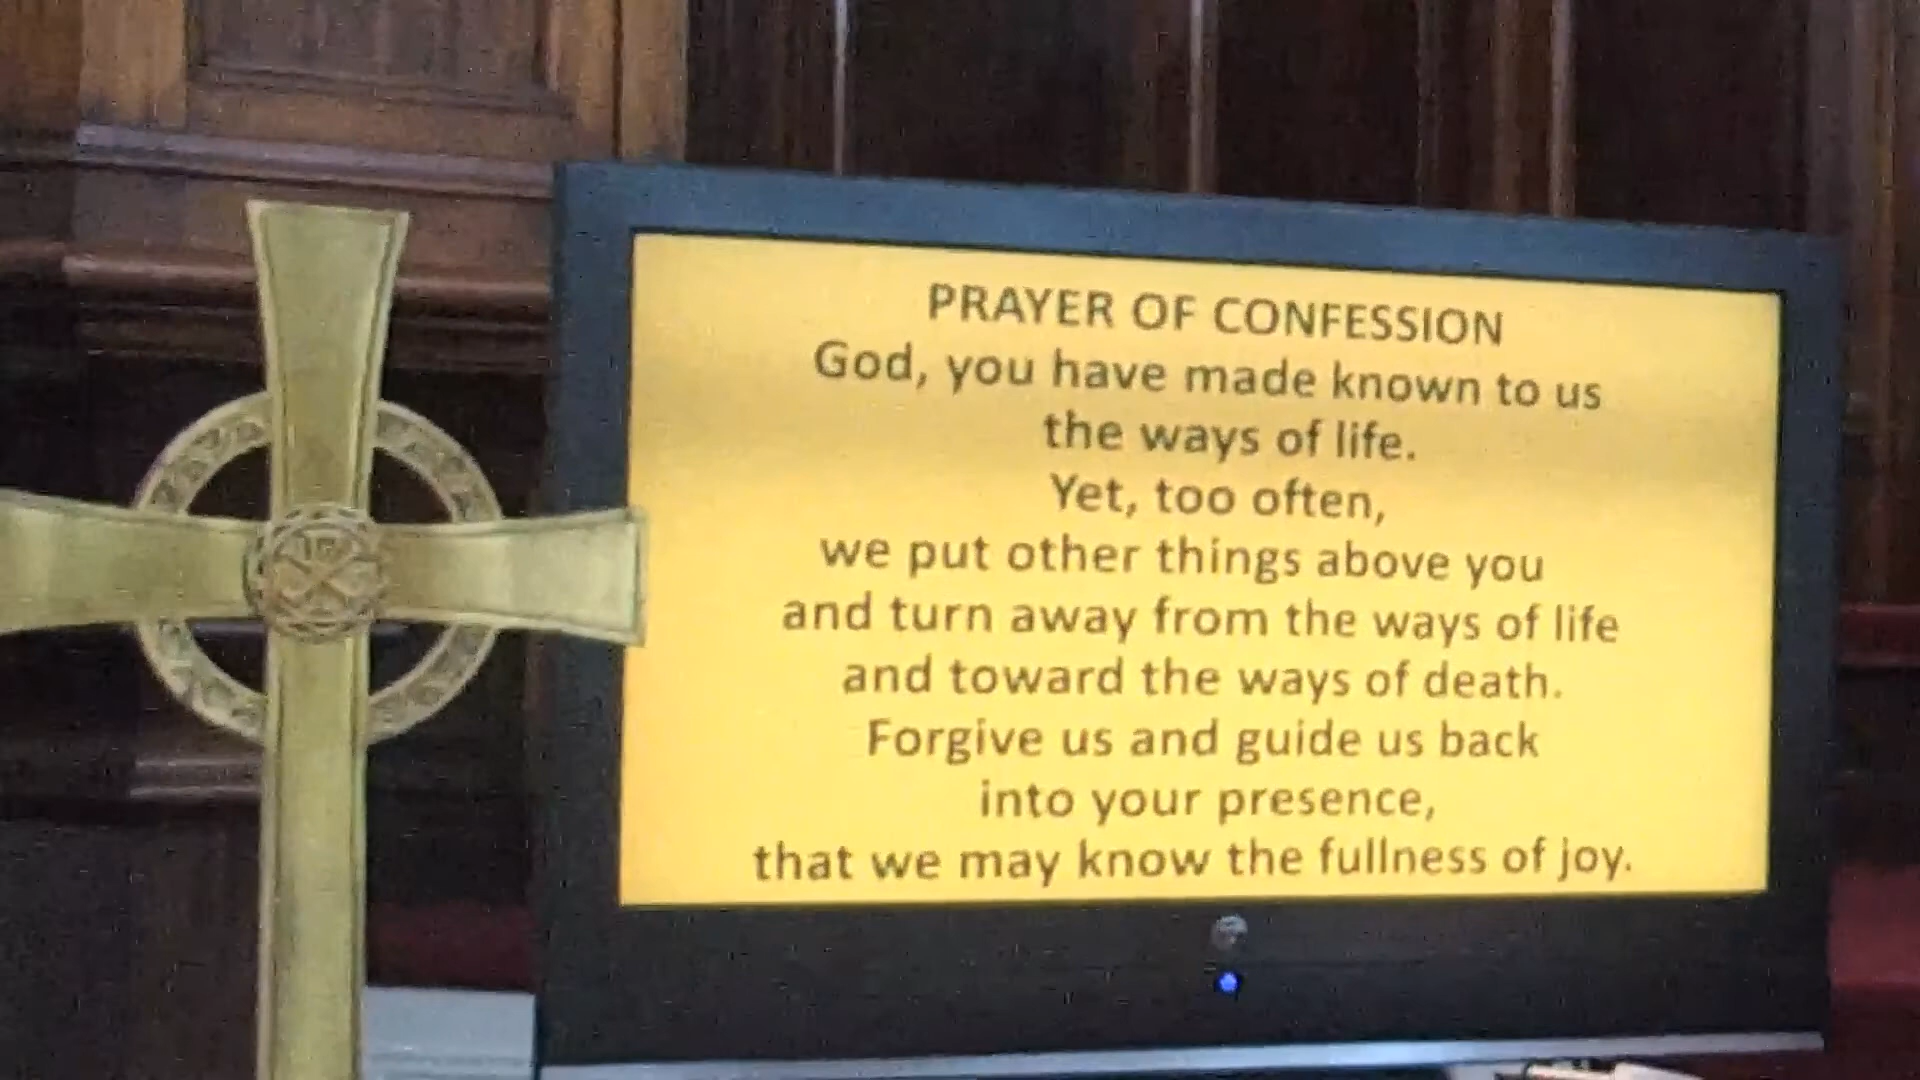 PRAYER OF CONFESSION
God, you have made known to us
the ways of life.
Yet, too often,
we put other things above you
and turn away from the ways of life
and toward the ways of death.
Forgive us and guide us back
into your presence,
that we may know the fullness of joy.